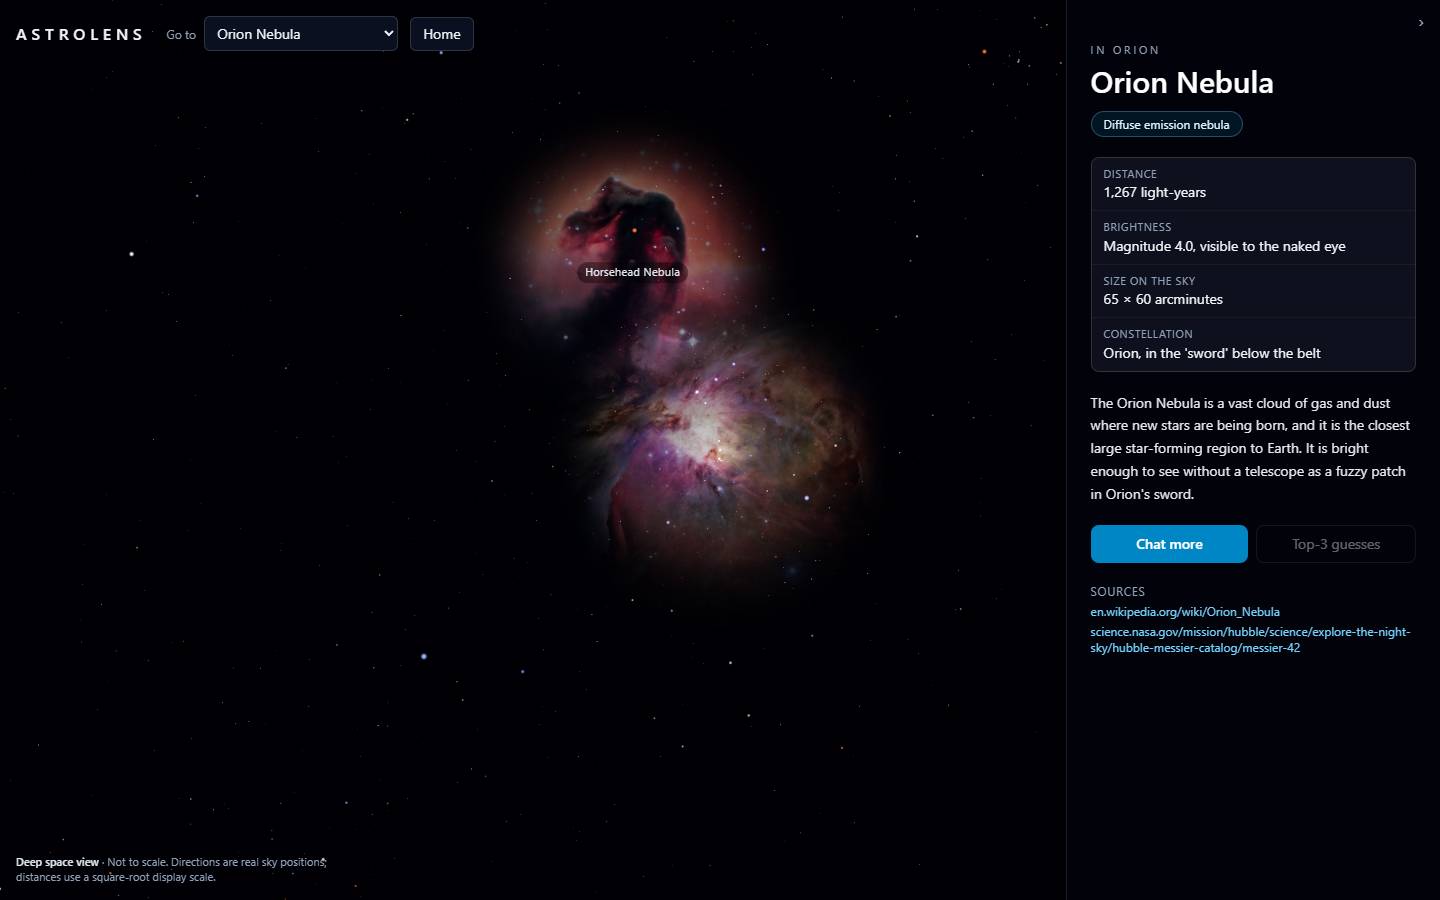 ASTROLENS
Go to
Orion Nebula
Home
Horsehead Nebula
Deep space view · Not to scale. Directions are real sky positions;
distances use a square-root display scale.
›
IN ORION
Orion Nebula
Diffuse emission nebula
DISTANCE
1,267 light-years
BRIGHTNESS
Magnitude 4.0, visible to the naked eye
SIZE ON THE SKY
65 × 60 arcminutes
CONSTELLATION
Orion, in the 'sword' below the belt
The Orion Nebula is a vast cloud of gas and dust
where new stars are being born, and it is the closest
large star-forming region to Earth. It is bright
enough to see without a telescope as a fuzzy patch
in Orion's sword.
Chat more
Top-3 guesses
SOURCES
en.wikipedia.org/wiki/Orion_Nebula
science.nasa.gov/mission/hubble/science/explore-the-night-
sky/hubble-messier-catalog/messier-42